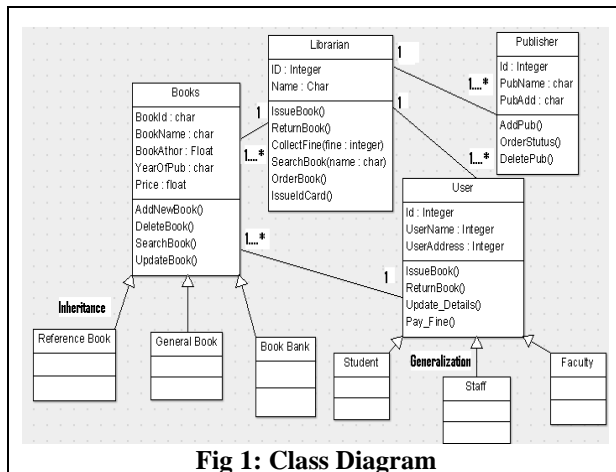 Librarian
ID : Integer
Name : Char
IssueBook()
ReturnBook()
CollectFine(fine : integer)
SearchBook(name : char)
OrderBook()
IssueIdCard()
1
1
Publisher
Id : Integer
PubName : char
PubAdd : char
AddPub()
OrderStutus()
DeletePub()
1....*
1....*
Books
BookId : char
BookName : char
BookAthor : Float
YearOfPub : char
Price : float
AddNewBook()
DeleteBook()
SearchBook()
UpdateBook()
1
1....*
1....*
1
User
Id : Integer
UserName : Integer
UserAddress : Integer
IssueBook()
ReturnBook()
Update_Details()
Pay_Fine()
Inheritance
Reference Book
General Book
Book Bank
Generalization
Student
Staff
Faculty
Fig 1: Class Diagram